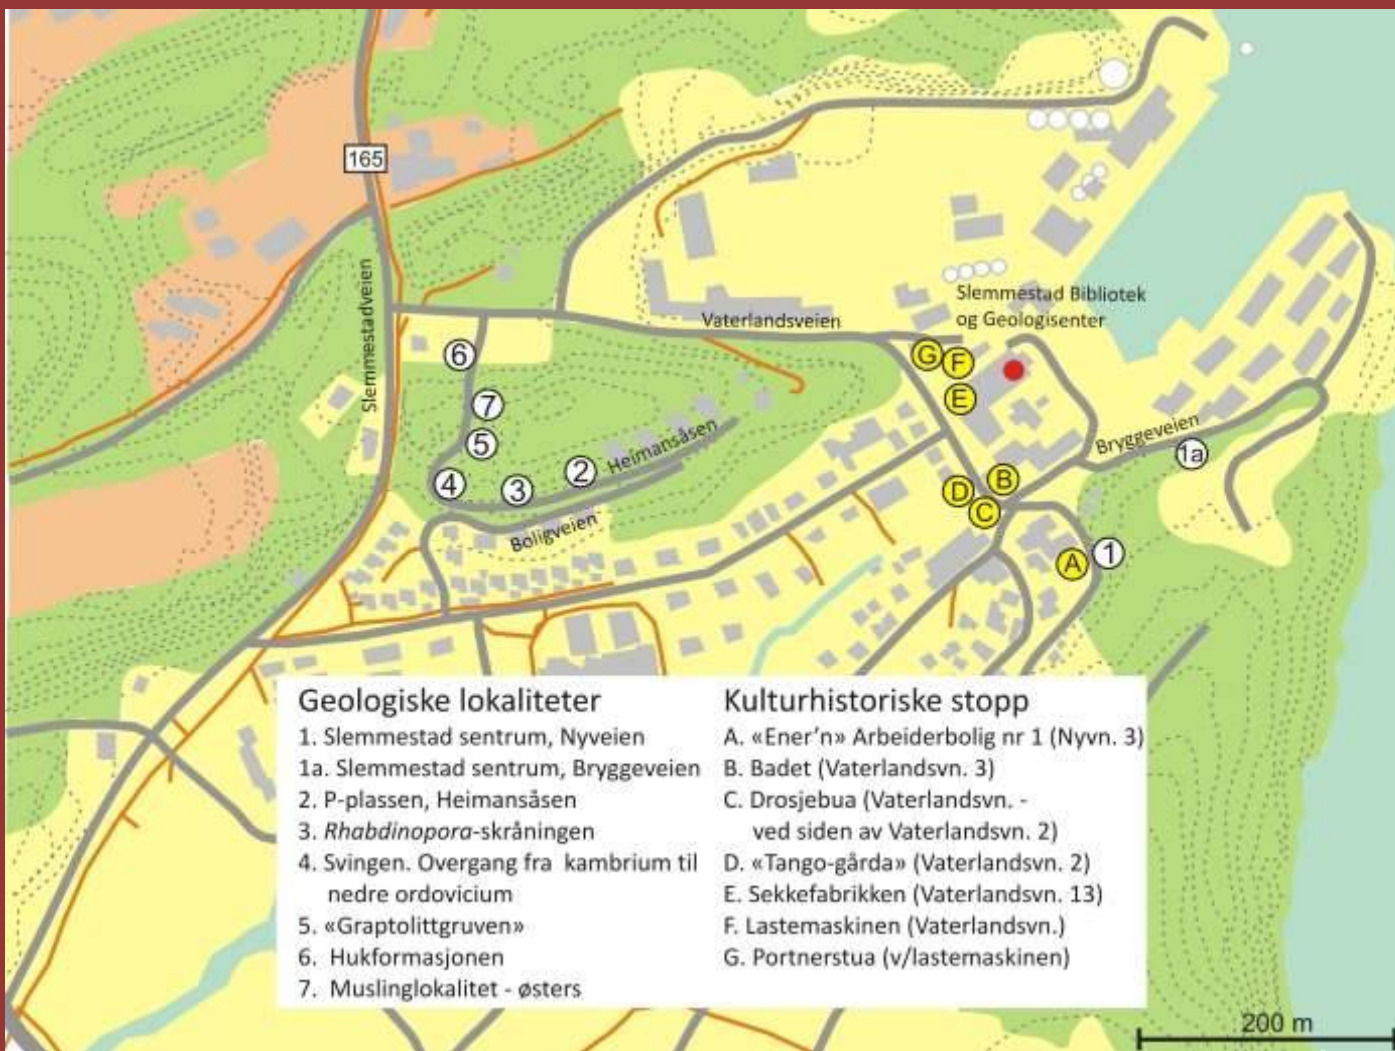 165
Slemmestadveien
Slemmestad Bibliotek
og Geologisenter
Vaterlandsveien
G
F
E
6
7
5
4
3
2
Heimansåsen
Boligveien
Bryggeveien
1a
D
B
C
A
1
Geologiske lokaliteter
1. Slemmestad sentrum, Nyveien
1a. Slemmestad sentrum, Bryggeveien
2. P-plassen, Heimansåsen
3. Rhabdinopora-skråningen
4. Svingen. Overgang fra kambrium til
nedre ordovicium
5. «Graptolittgruven»
6. Hukformasjonen
7. Muslinglokalitet - østers
Kulturhistoriske stopp
A. «Ener’n» Arbeiderbolig nr 1 (Nyvn. 3)
B. Badet (Vaterlandsvn. 3)
C. Drosjebua (Vaterlandsvn. -
ved siden av Vaterlandsvn. 2)
D. «Tango-gårda» (Vaterlandsvn. 2)
E. Sekkefabrikken (Vaterlandsvn. 13)
F. Lastemaskinen (Vaterlandsvn.)
G. Portnerstua (v/lastemaskinen)
200 m